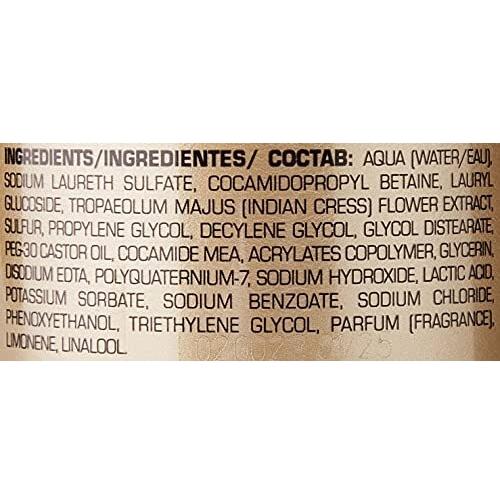 INGREDIENTS/INGREDIENTES/ СОСТАВ: AQUA (WATER/EAU),
SODIUM LAURETH SULFATE, COCAMIDOPROPYL BETAINE, LAURYL
GLUCOSIDE, TROPAEOLUM MAJUS (INDIAN CRESS) FLOWER EXTRACT,
SULFUR, PROPYLENE GLYCOL, DECYLENE GLYCOL, GLYCOL DISTEARATE,
PEG-30 CASTOR OIL, COCAMIDE MEA, ACRYLATES COPOLYMER, GLYCERIN,
DISODIUM EDTA, POLYQUATERNIUM-7, SODIUM HYDROXIDE, LACTIC ACID,
POTASSIUM SORBATE, SODIUM BENZOATE, SODIUM CHLORIDE,
PHENOXYETHANOL, TRIETHYLENE GLYCOL, PARFUM (FRAGRANCE),
LIMONENE, LINALOOL.